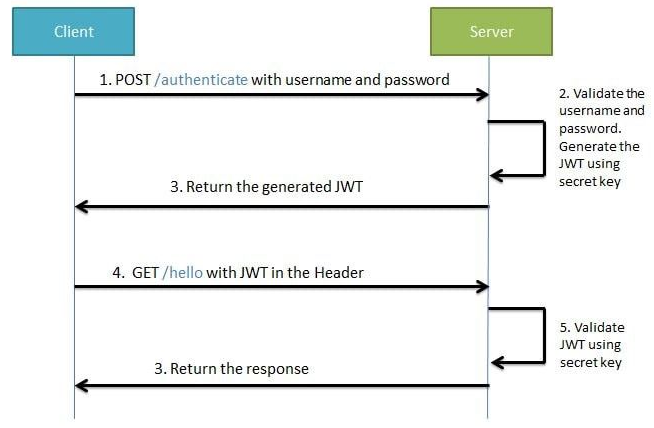 Client
Server
1. POST /authenticate with username and password
2. Validate the
username and
password.
Generate the
JWT using
secret key
3. Return the generated JWT
4. GET /hello with JWT in the Header
5. Validate
JWT using
secret key
3. Return the response